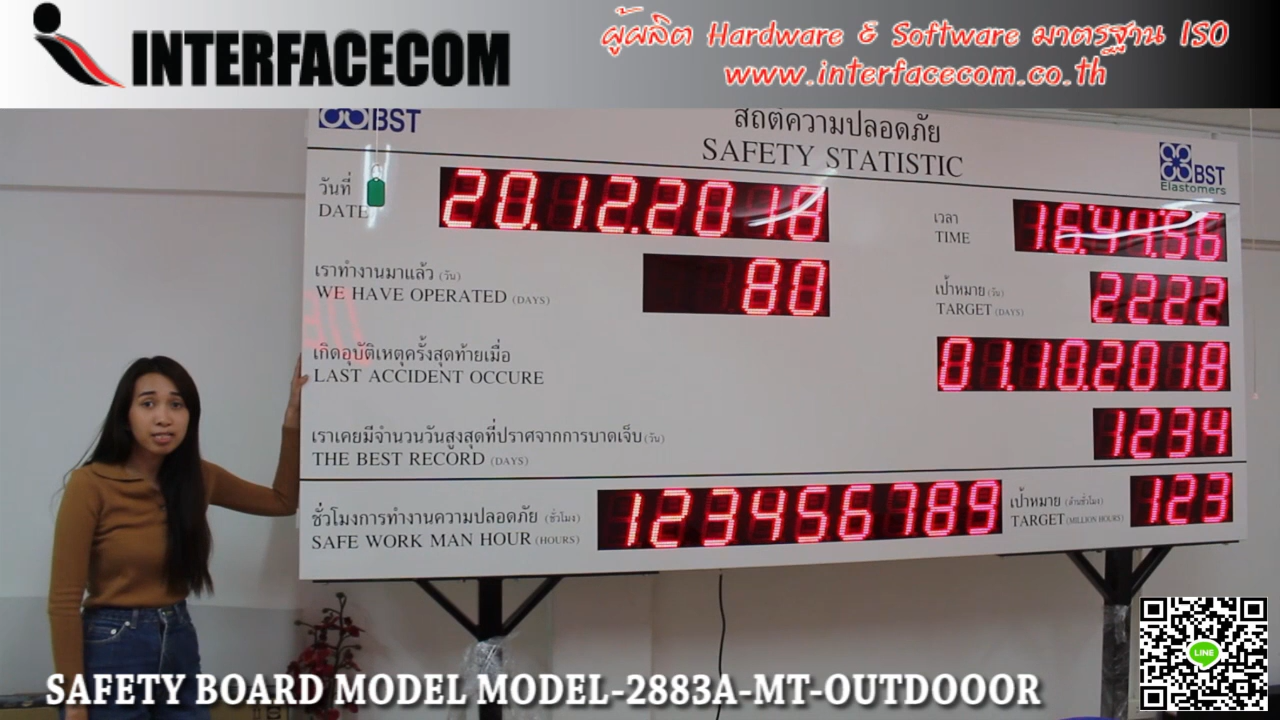 INTERFACECOM
ผู้ผลิต Hardware & Software มาตรฐาน ISO
www.interfacecom.co.th
BST
สถิติความปลอดภัย
SAFETY STATISTIC
BST
Elastomers
วันที่
DATE
20.12.2018
เวลา
TIME
16:47:56
เราทำงานมาแล้ว (วัน)
WE HAVE OPERATED (DAYS)
80
เป้าหมาย (วัน)
TARGET (DAYS)
2222
เกิดอุบัติเหตุครั้งสุดท้ายเมื่อ
LAST ACCIDENT OCCURE
01.10.2018
เราเคยมีจำนวนวันสูงสุดที่ปราศจากการบาดเจ็บ (วัน)
THE BEST RECORD (DAYS)
1234
ชั่วโมงการทำงานความปลอดภัย (ชั่วโมง)
SAFE WORK MAN HOUR (HOURS)
123456789
เป้าหมาย (ล้านชั่วโมง)
TARGET (MILLION HOURS)
123
LINE
SAFETY BOARD MODEL MODEL-2883A-MT-OUTDOOOR